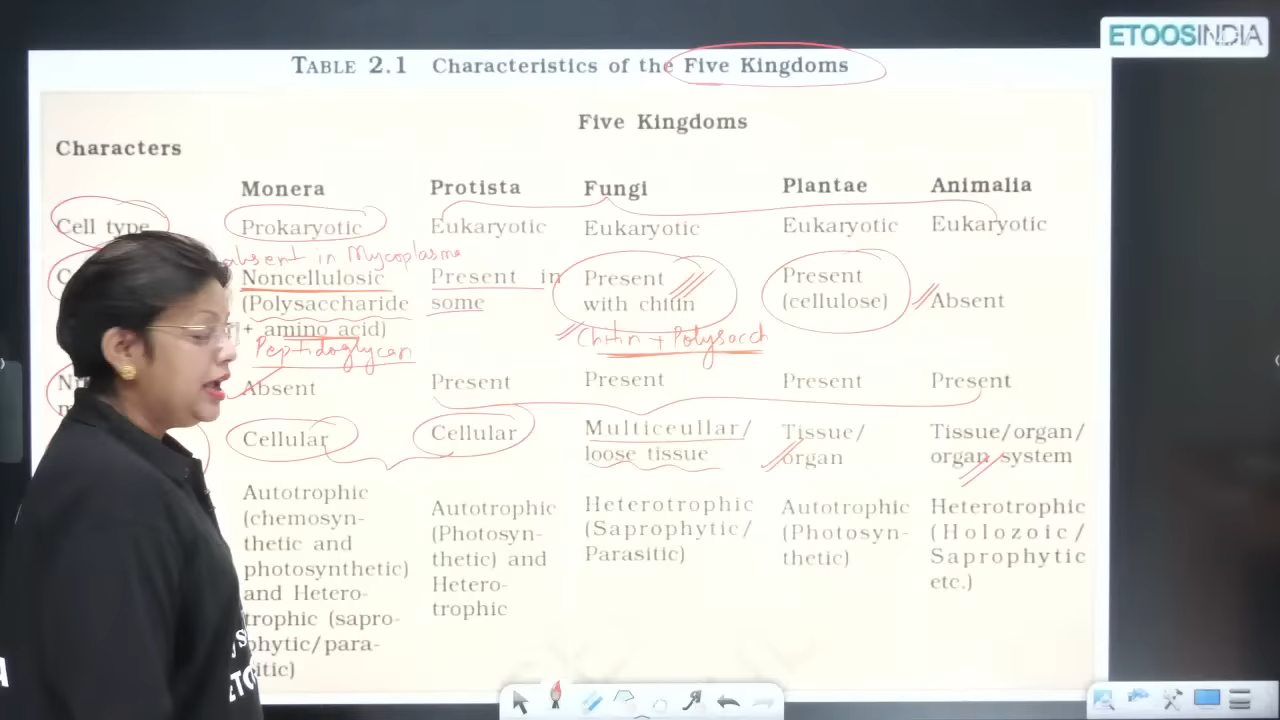 ETOOSINDIA
TABLE 2.1 Characteristics of the Five Kingdoms
Five Kingdoms
Characters
Monera Protista Fungi Plantae Animalia
Cell type Prokaryotic Eukaryotic Eukaryotic Eukaryotic Eukaryotic
absent in Mycoplasma
Noncellulosic Present in Present Present
(Polysaccharide some with chitin (cellulose) Absent
+ amino acid)
Peptidoglycan Chitin + Polysacch
Absent Present Present Present Present
Cellular Cellular Multiceullar/ Tissue/ Tissue/organ/
loose tissue organ organ system
Autotrophic Autotrophic Heterotrophic Autotrophic Heterotrophic
(chemosyn- (Photosyn- (Saprophytic/ (Photosyn- (Holozoic/
thetic and thetic) and Parasitic) thetic) Saprophytic
photosynthetic) Hetero- etc.)
and Hetero- trophic
trophic (sapro-
phytic/para-
sitic)